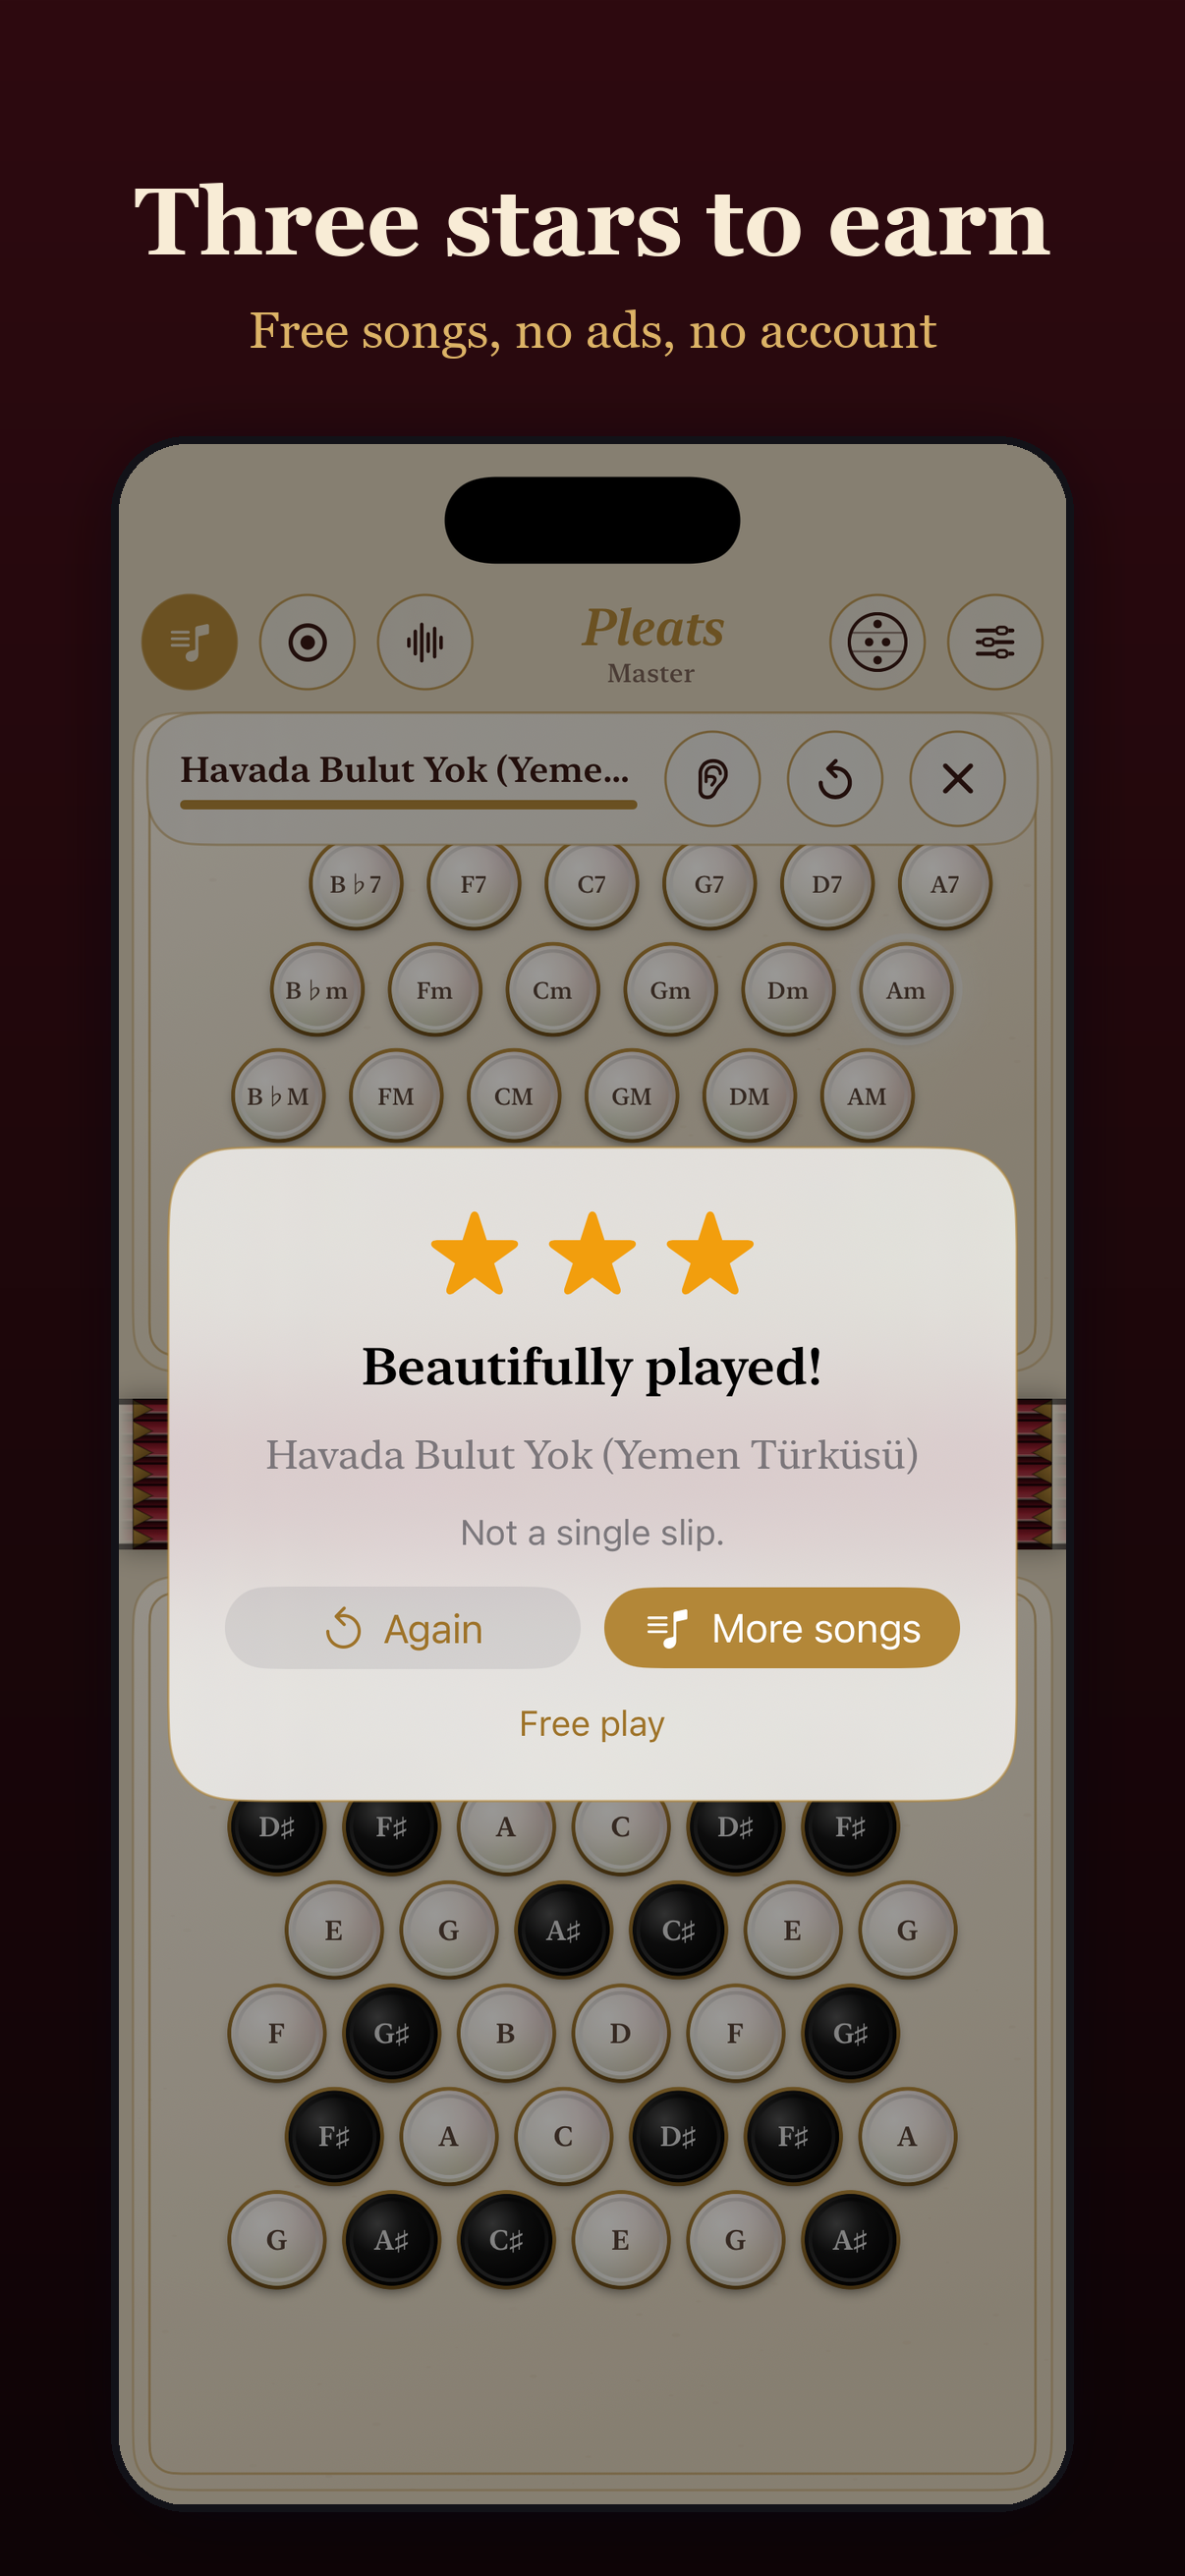 Three stars to earn
Free songs, no ads, no account
Pleats
Master
Havada Bulut Yok (Yeme...
B♭7 F7 C7 G7 D7 A7
B♭m Fm Cm Gm Dm Am
B♭M FM CM GM DM AM
Beautifully played!
Havada Bulut Yok (Yemen Türküsü)
Not a single slip.
Again More songs
Free play
D♯ F♯ A C D♯ F♯
E G A♯ C♯ E G
F G♯ B D F G♯
F♯ A C D♯ F♯ A
G A♯ C♯ E G A♯